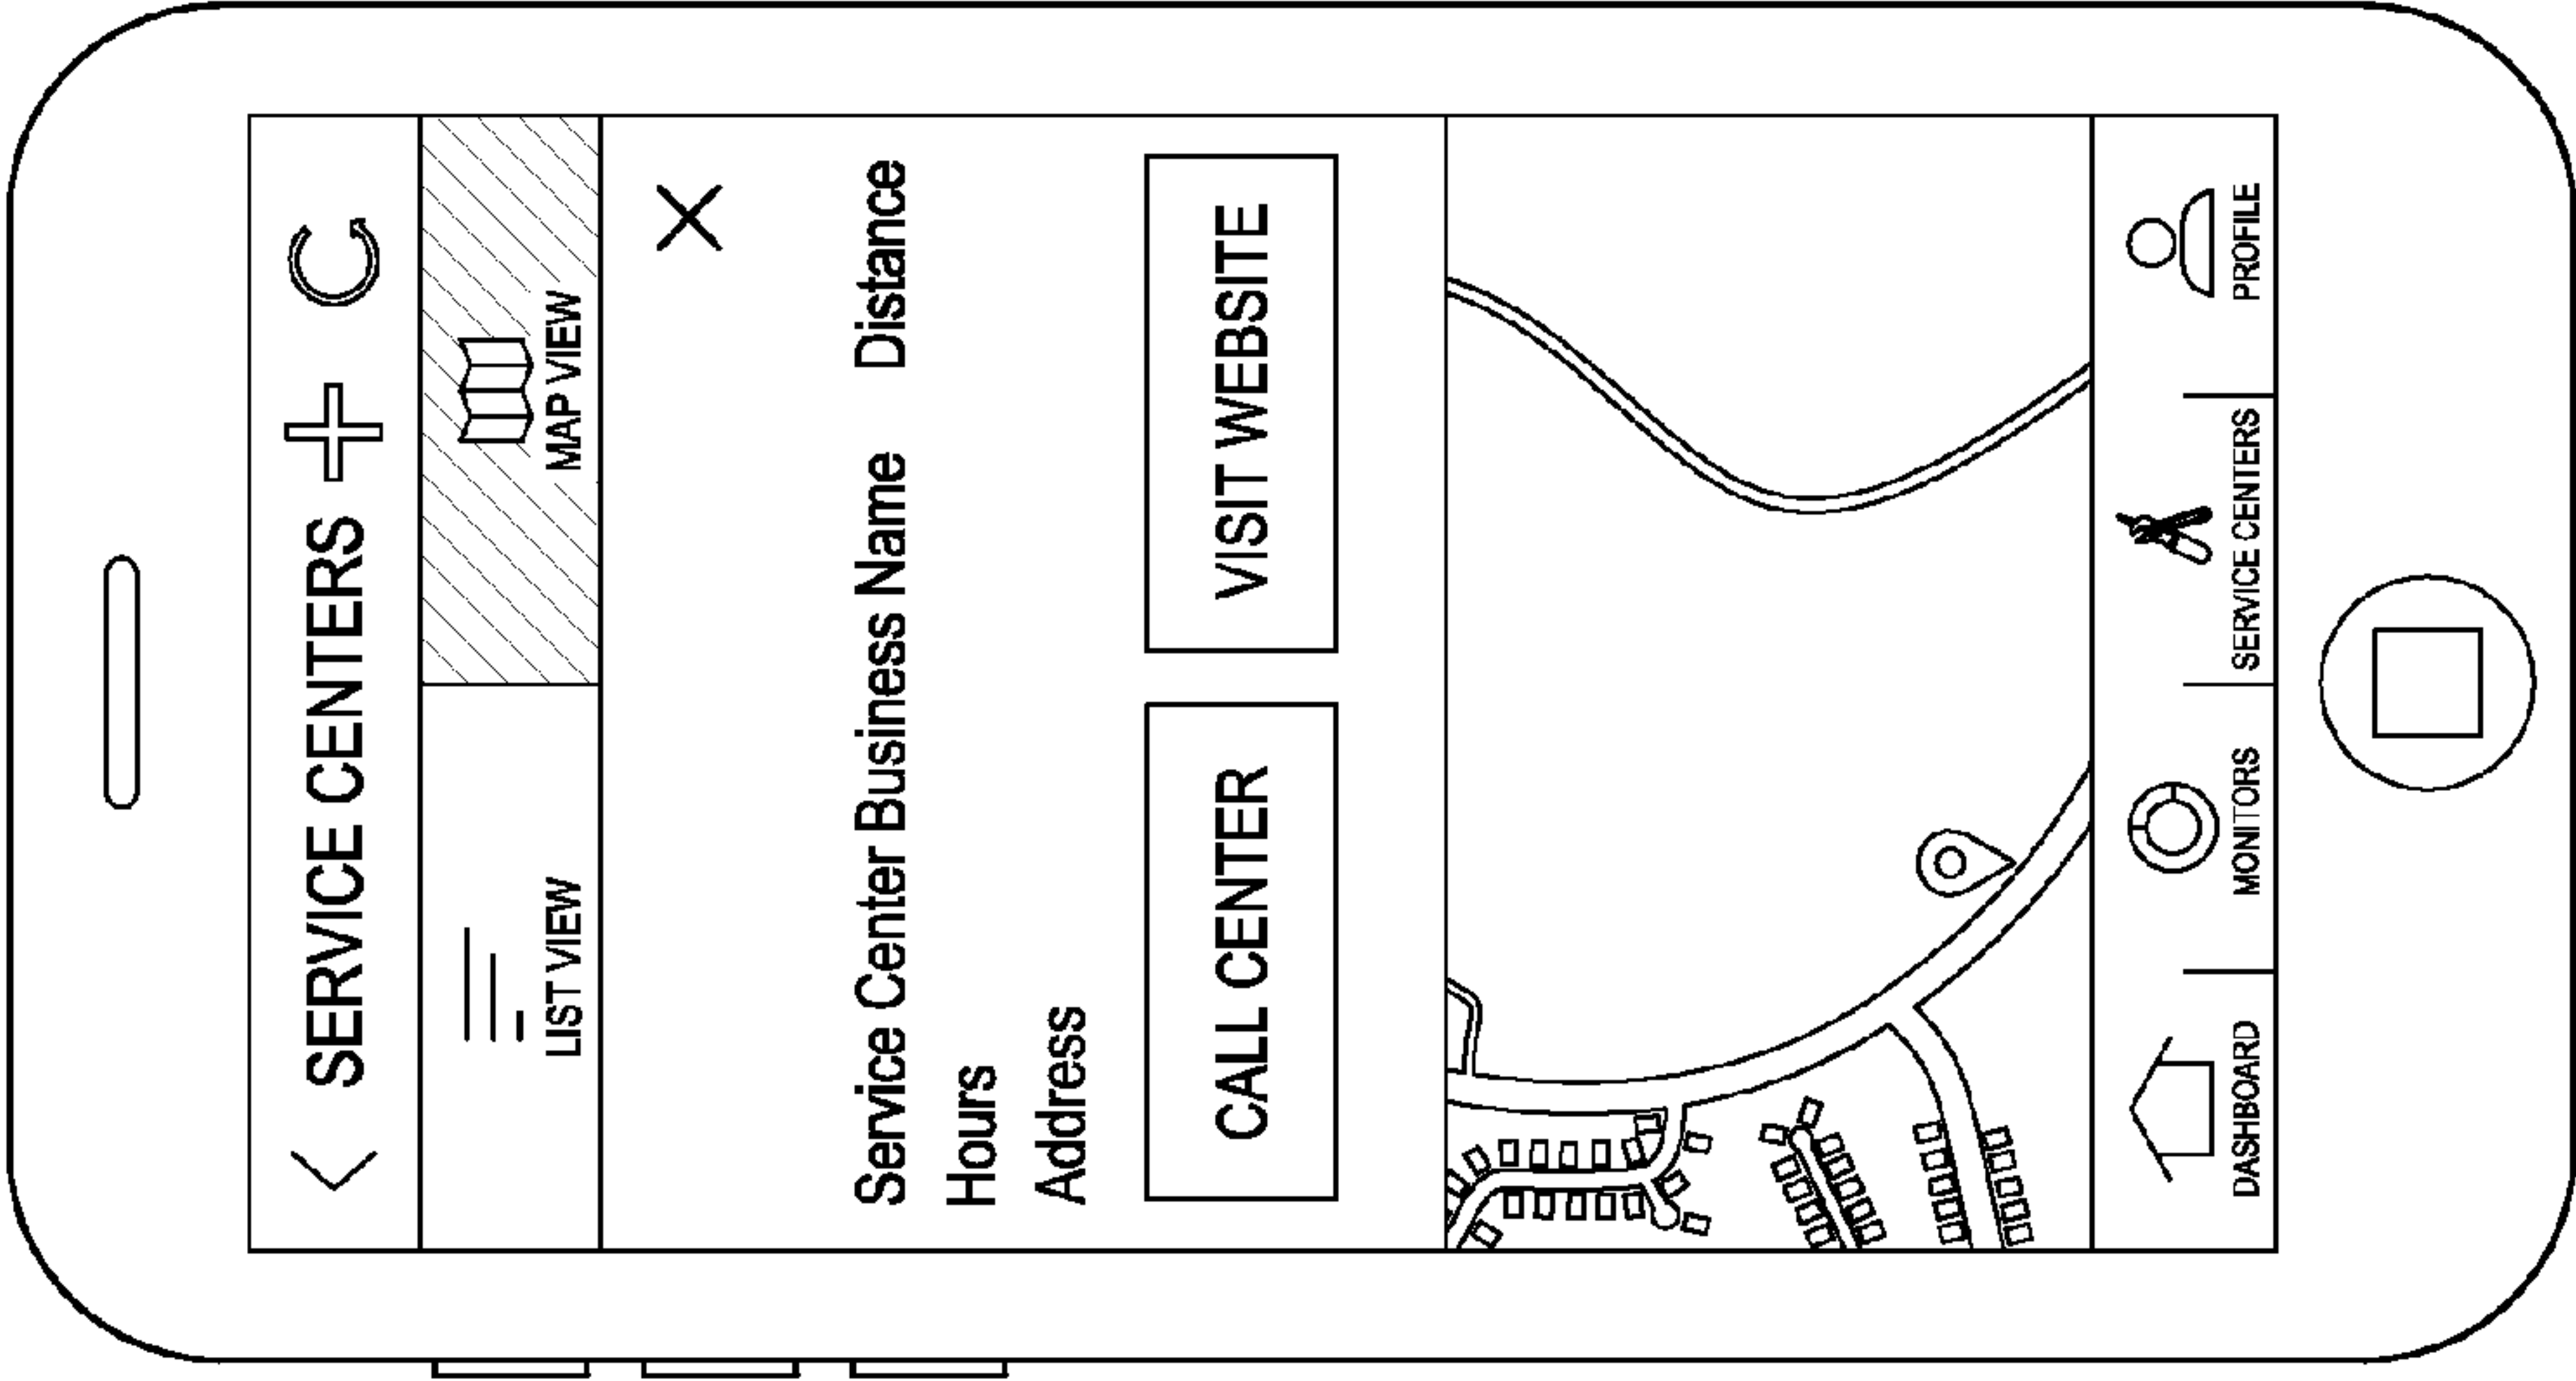 SERVICE CENTERS
LIST VIEW
MAP VIEW
Service Center Business Name Distance
Hours
Address
CALL CENTER
VISIT WEBSITE
DASHBOARD
MONITORS
SERVICE CENTERS
PROFILE